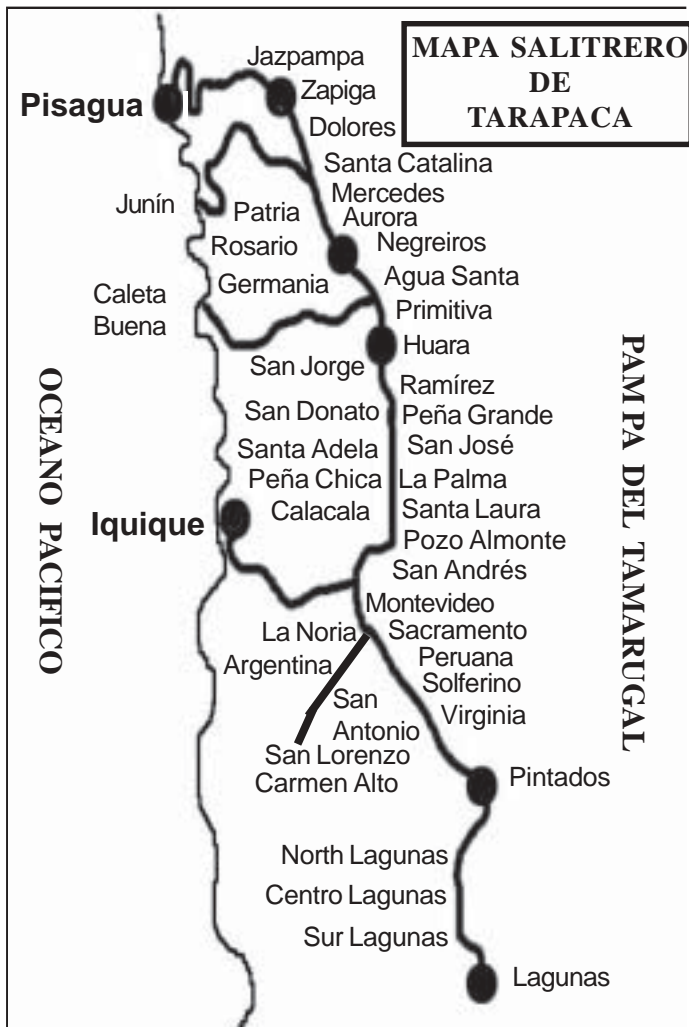 MAPA SALITRERO
DE
TARAPACA
Jazpampa
Pisagua
Zapiga
Dolores
Santa Catalina
Mercedes
Junín
Patria
Aurora
Rosario
Negreiros
Germania
Agua Santa
Caleta
Buena
Primitiva
Huara
San Jorge
Ramírez
San Donato
Peña Grande
Santa Adela
San José
Peña Chica
La Palma
Calacala
Santa Laura
Iquique
Pozo Almonte
San Andrés
Montevideo
La Noria
Sacramento
Argentina
Peruana
Solferino
San
Antonio
Virginia
San Lorenzo
Carmen Alto
Pintados
North Lagunas
Centro Lagunas
Sur Lagunas
Lagunas
OCEANO PACIFICO
PAMPA DEL TAMARUGAL